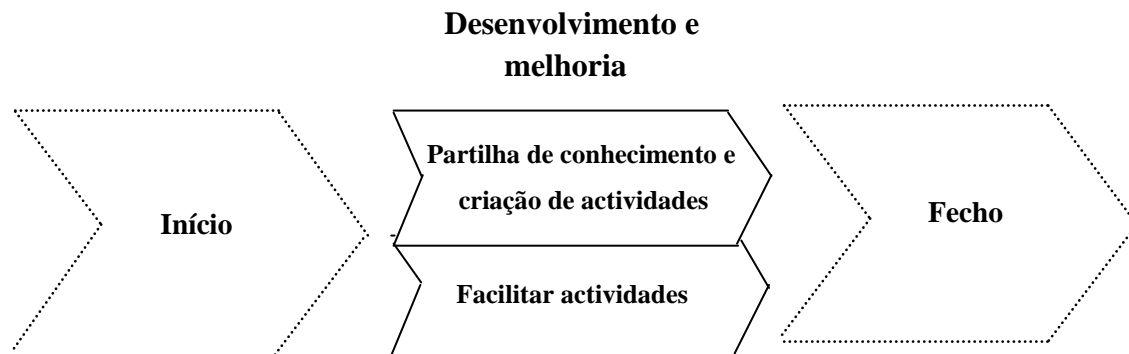 Desenvolvimento e
melhoria
Início
Partilha de conhecimento e
criação de actividades
Facilitar actividades
Fecho